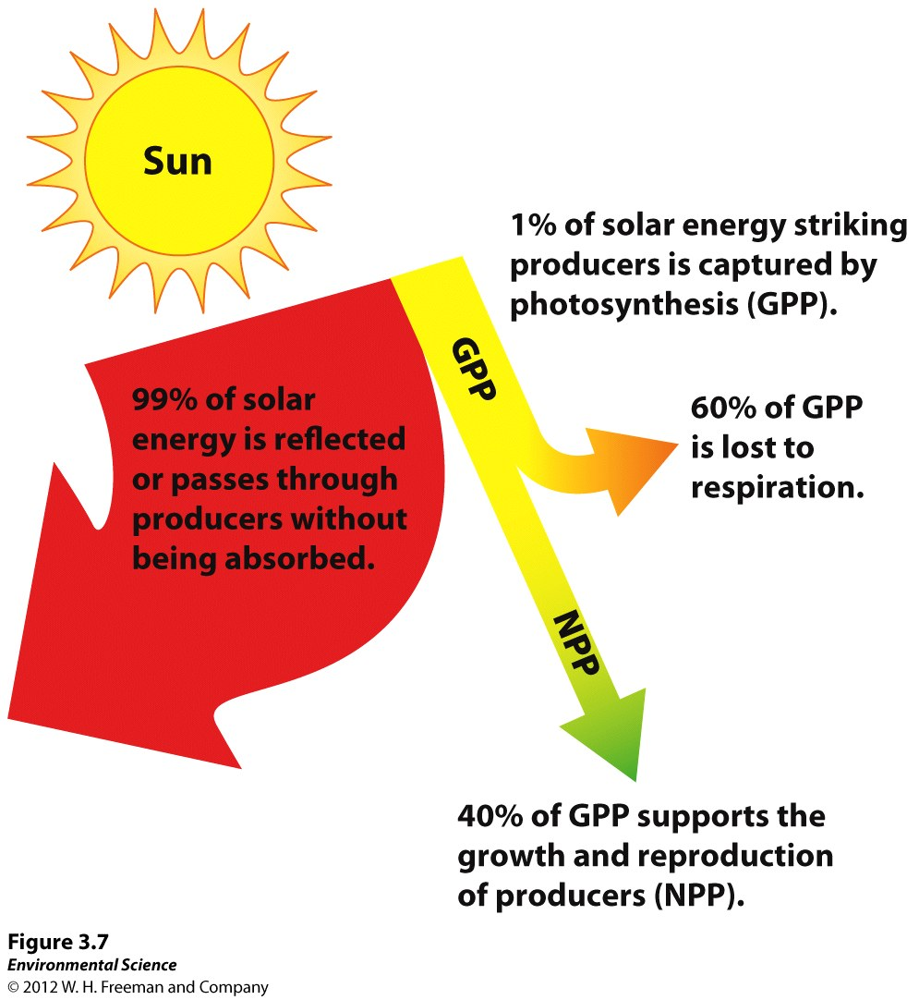 Sun
1% of solar energy striking
producers is captured by
photosynthesis (GPP).
GPP
99% of solar
energy is reflected
or passes through
producers without
being absorbed.
60% of GPP
is lost to
respiration.
NPP
40% of GPP supports the
growth and reproduction
of producers (NPP).
Figure 3.7
Environmental Science
© 2012 W. H. Freeman and Company